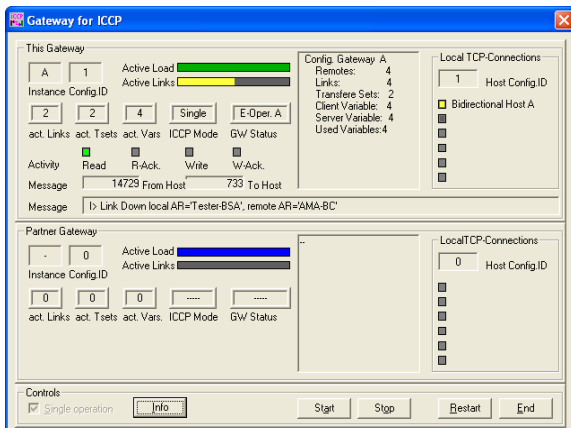 Gateway for ICCP
This Gateway
A 1
Instance Config.ID
Active Load
Active Links
2 2 4 Single E-Oper. A
act. Links act. Tsets act. Vars ICCP Mode GW Status
Activity Read R-Ack. Write W-Ack.
Message 14729 From Host 733 To Host
Message I> Link Down local AR='Tester-BSA', remote AR='AMA-BC'
Config. Gateway A
Remotes: 4
Links: 4
Transfere Sets: 2
Client Variable: 4
Server Variable: 4
Used Variables:4
Local TCP-Connections
1 Host Config.ID
Bidirectional Host A
Partner Gateway
- 0
Instance Config.ID
Active Load
Active Links
0 0 0 ----- -----
act. Links act. Tsets act. Vars. ICCP Mode GW Status
--
LocalTCP-Connections
0 Host Config.ID
Controls
Single operation
Info
Start Stop Restart End